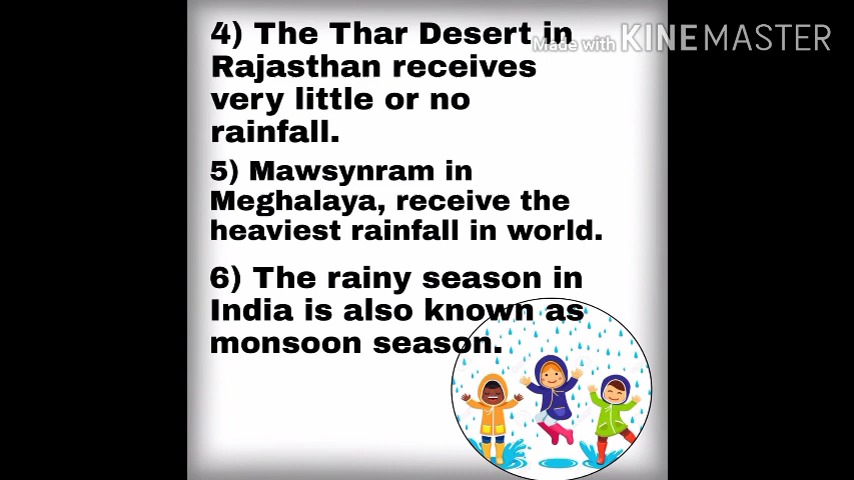 4) The Thar Desert in
Made with KINEMASTER
Rajasthan receives
very little or no
rainfall.
5) Mawsynram in
Meghalaya, receive the
heaviest rainfall in world.
6) The rainy season in
India is also known as
monsoon season.